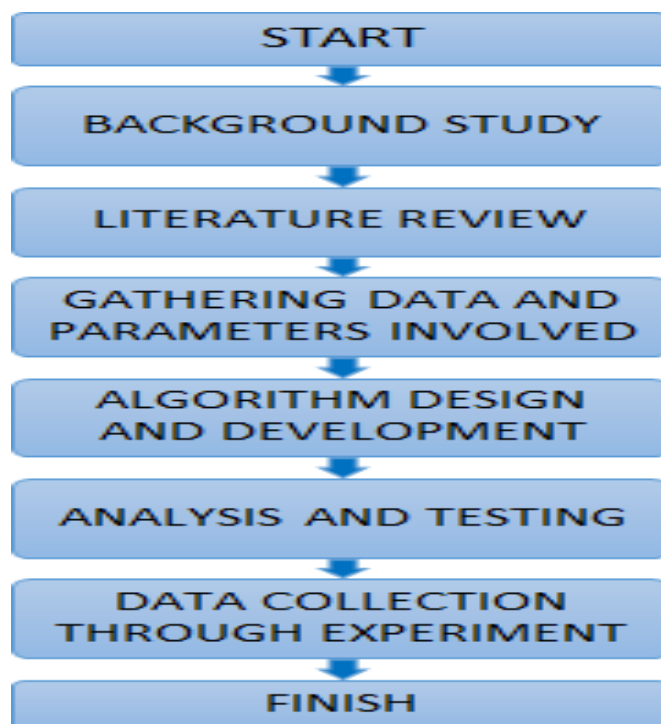 START
BACKGROUND STUDY
LITERATURE REVIEW
GATHERING DATA AND
PARAMETERS INVOLVED
ALGORITHM DESIGN
AND DEVELOPMENT
ANALYSIS AND TESTING
DATA COLLECTION
THROUGH EXPERIMENT
FINISH